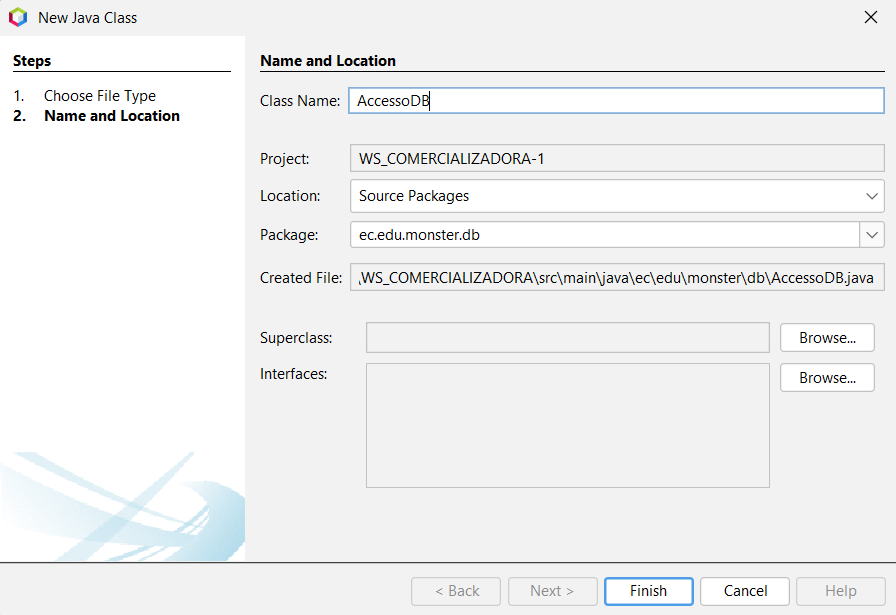 New Java Class
Steps
1. Choose File Type
2. Name and Location
Name and Location
Class Name: AccessoDB
Project: WS_COMERCIALIZADORA-1
Location: Source Packages
Package: ec.edu.monster.db
Created File: \WS_COMERCIALIZADORA\src\main\java\ec\edu\monster\db\AccessoDB.java
Superclass: Browse...
Interfaces: Browse...
< Back Next > Finish Cancel Help